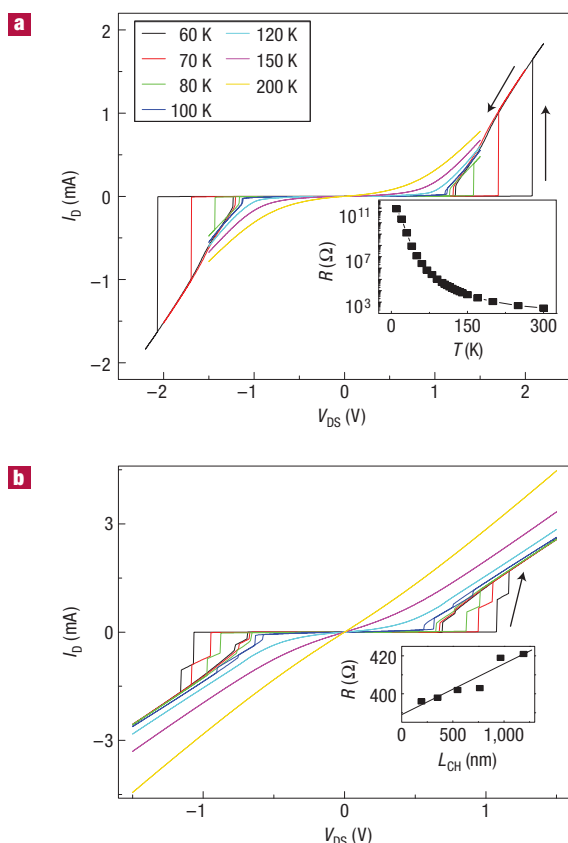 a
2
60 K
120 K
70 K
150 K
80 K
200 K
100 K
1
0
−1
−2
I_D (mA)
−2
−1
0
1
2
V_DS (V)
10^11
10^7
10^3
R (Ω)
0
150
300
T (K)
b
3
0
−3
I_D (mA)
−1
0
1
V_DS (V)
420
400
R (Ω)
0
500
1,000
L_CH (nm)